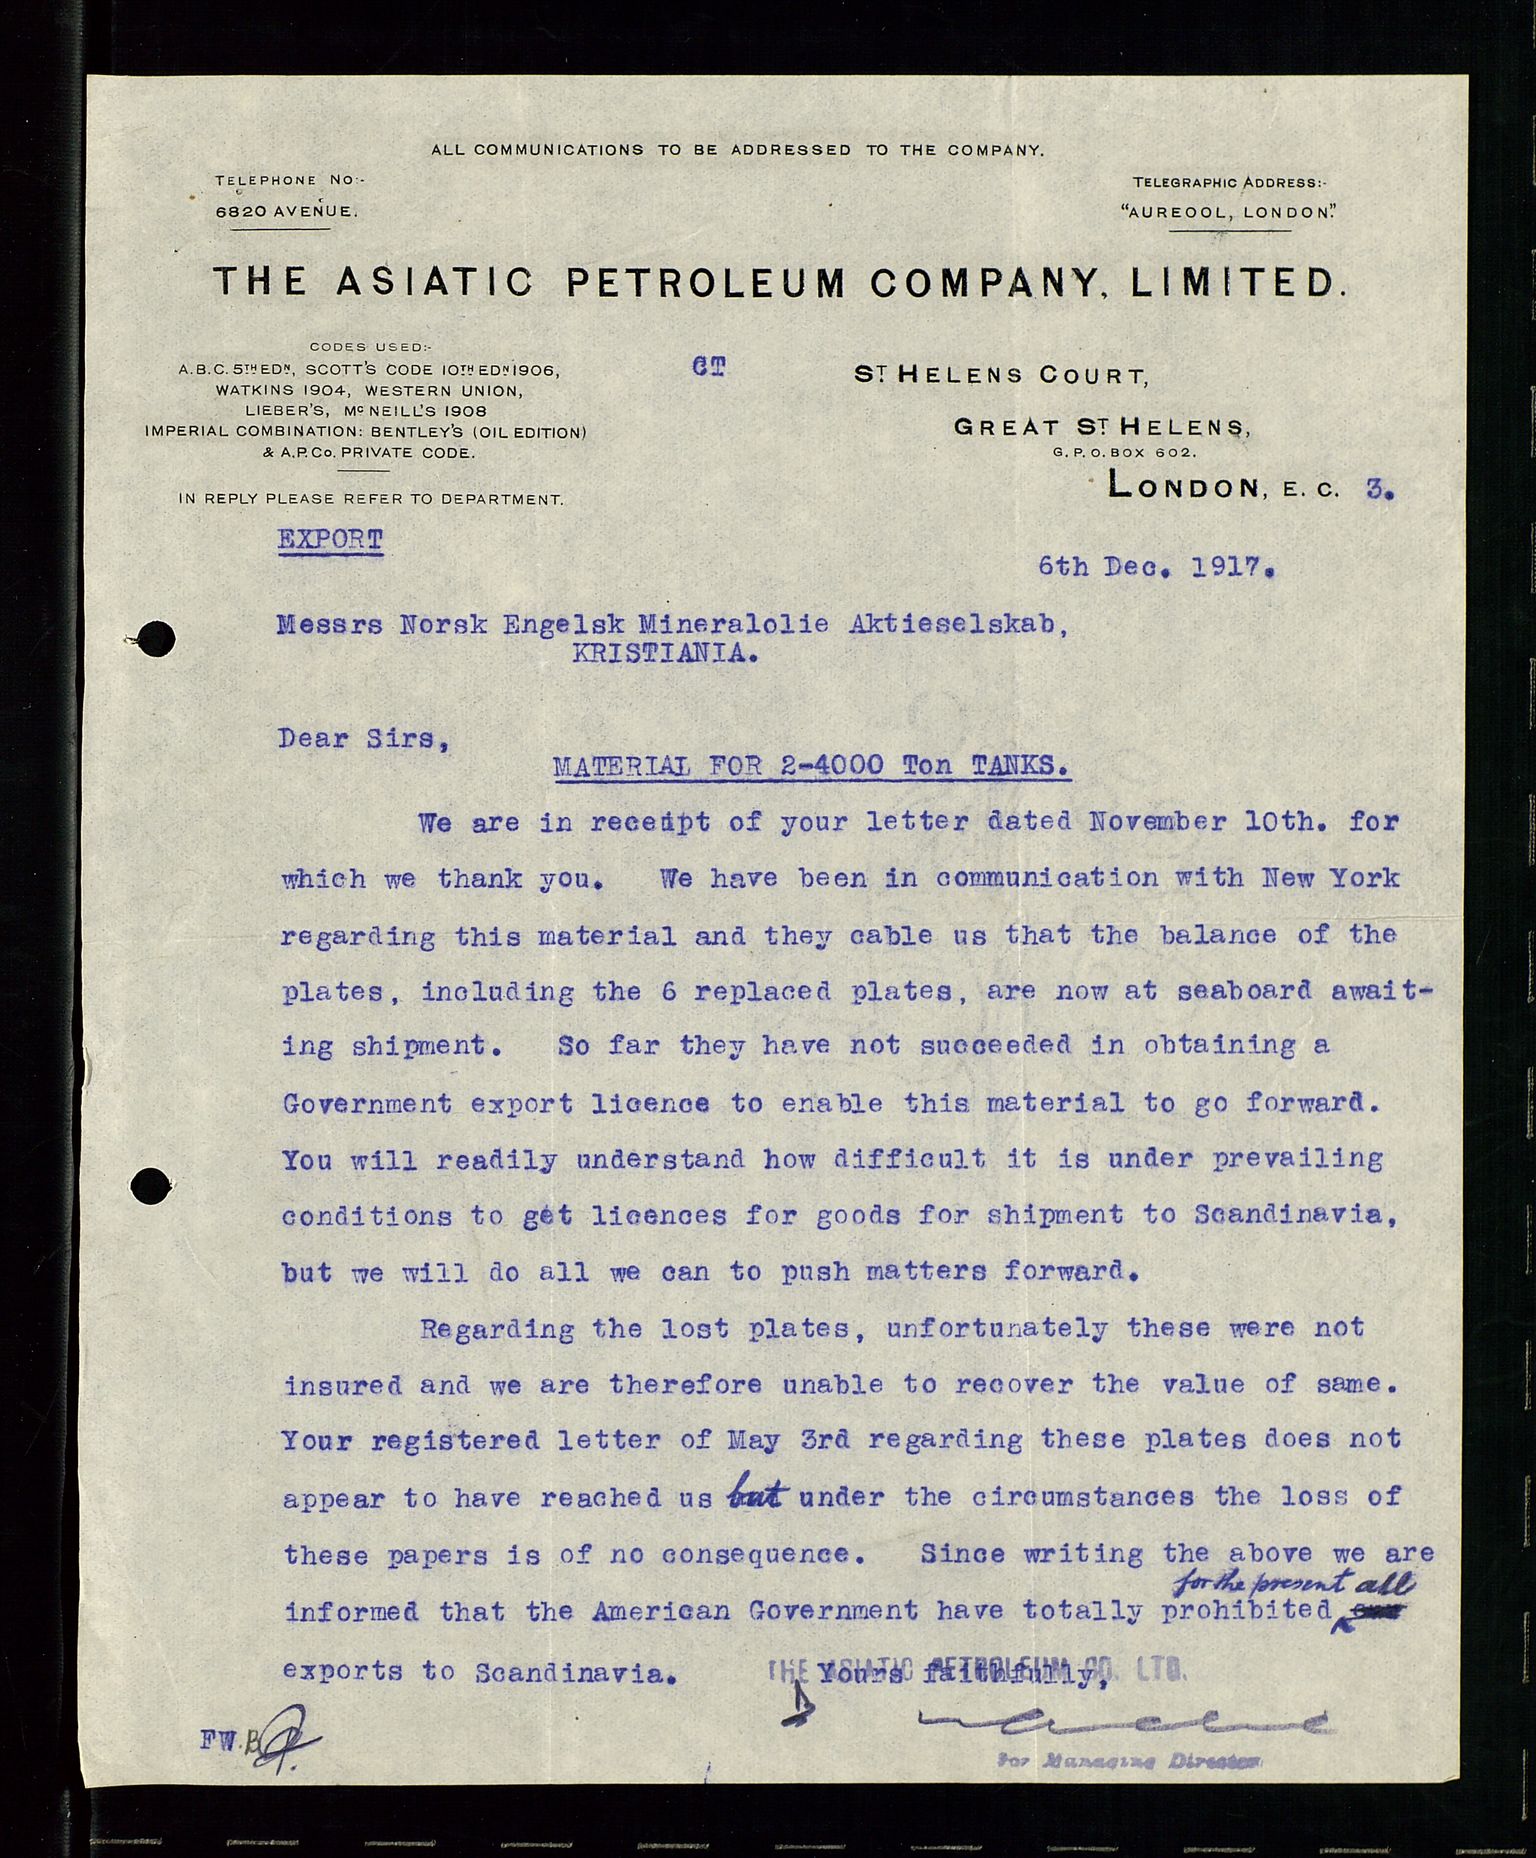 ALL COMMUNICATIONS TO BE ADDRESSED TO THE COMPANY.
TELEPHONE NO:-
6820 AVENUE.
TELEGRAPHIC ADDRESS:-
"AUREOOL, LONDON."
THE ASIATIC PETROLEUM COMPANY, LIMITED.
CODES USED:-
A.B.C. 5TH EDN, SCOTT'S CODE 10TH EDN 1906,
WATKINS 1904, WESTERN UNION,
LIEBER'S, Mc NEILL'S 1908
IMPERIAL COMBINATION: BENTLEY'S (OIL EDITION)
& A.P.Co. PRIVATE CODE.
IN REPLY PLEASE REFER TO DEPARTMENT.
CT
ST HELENS COURT,
GREAT ST HELENS,
G.P.O. BOX 602.
LONDON, E.C. 3.
EXPORT
6th Dec. 1917.
Messrs Norsk Engelsk Mineralolie Aktieselskab,
KRISTIANIA.
Dear Sirs,
MATERIAL FOR 2-4000 Ton TANKS.
We are in receipt of your letter dated November 10th. for
which we thank you. We have been in communication with New York
regarding this material and they cable us that the balance of the
plates, including the 6 replaced plates, are now at seaboard await-
ing shipment. So far they have not succeeded in obtaining a
Government export licence to enable this material to go forward.
You will readily understand how difficult it is under prevailing
conditions to get licences for goods for shipment to Scandinavia,
but we will do all we can to push matters forward.
Regarding the lost plates, unfortunately these were not
insured and we are therefore unable to recover the value of same.
Your registered letter of May 3rd regarding these plates does not
appear to have reached us but under the circumstances the loss of
these papers is of no consequence. Since writing the above we are
for the present all
informed that the American Government have totally prohibited
exports to Scandinavia. Yours faithfully,
THE ASIATIC PETROLEUM CO. LTD.
FW.B
For Managing Director